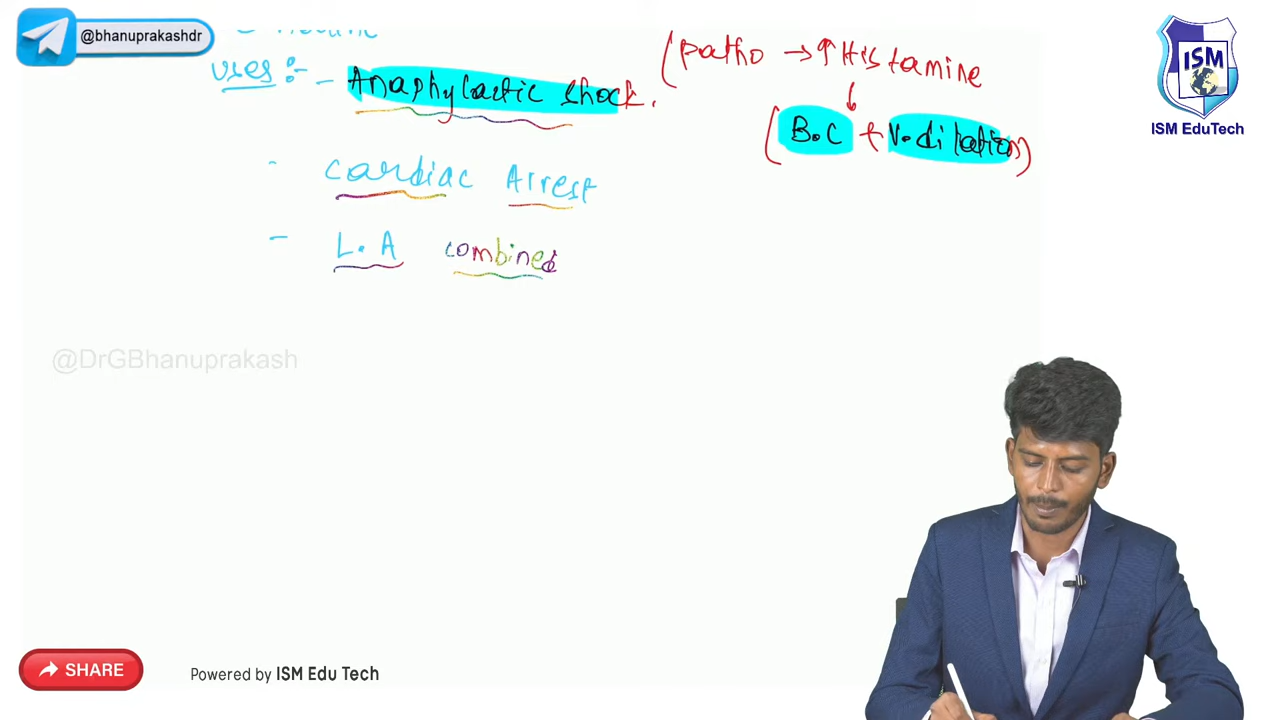 @bhanuprakashdr
uses :-
- Anaphylactic shock.
(patho → ↑ Histamine
↓
(B.C + V.dilation)
- Cardiac Arrest
- L.A combined
ISM
ISM EduTech
@DrGBhanuprakash
SHARE
Powered by ISM Edu Tech